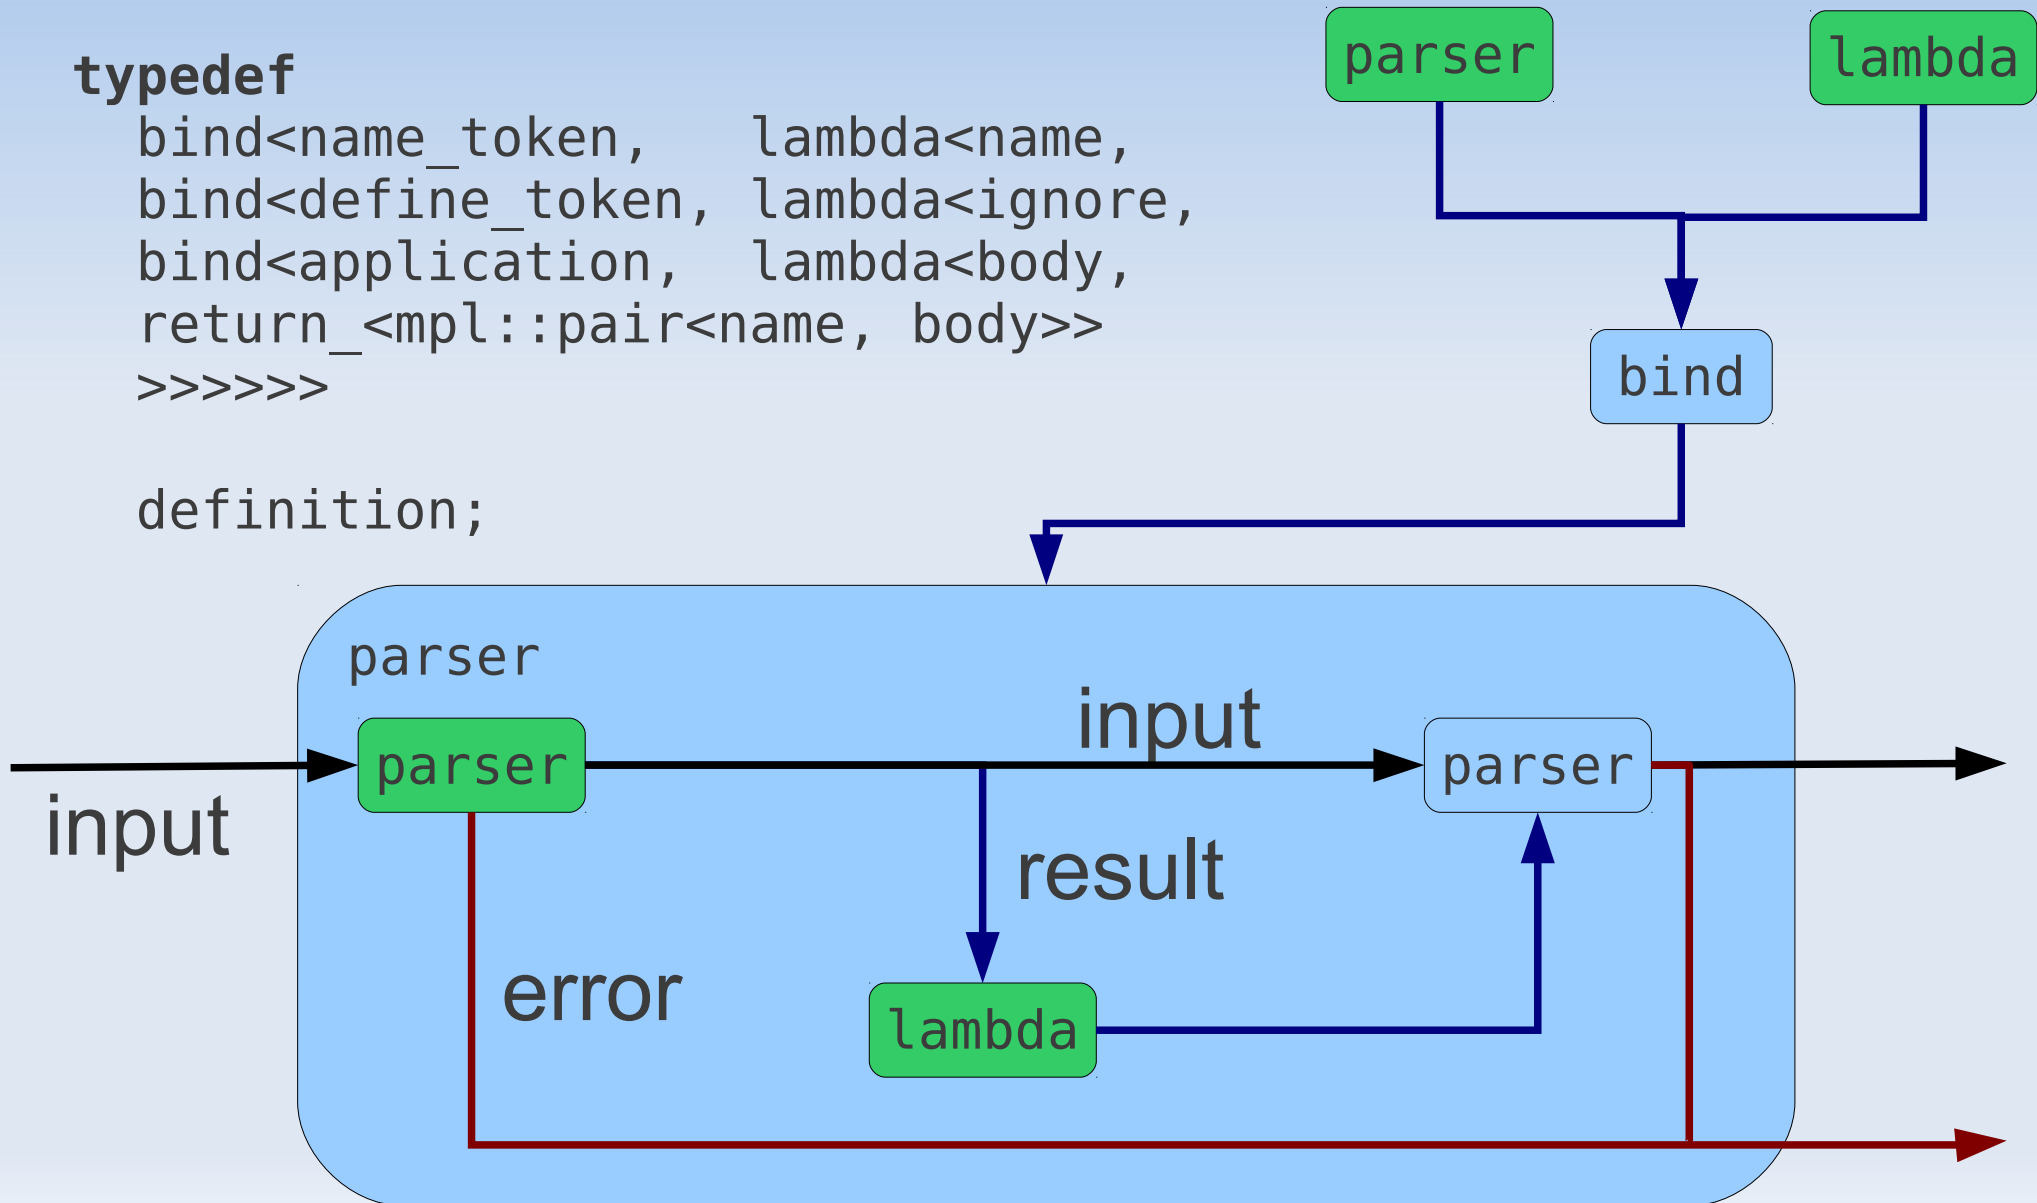 typedef
bind<name_token, lambda<name,
bind<define_token, lambda<ignore,
bind<application, lambda<body,
return_<mpl::pair<name, body>>
>>>>>>
definition;
parser
lambda
bind
parser
input
parser
parser
input
result
error
lambda